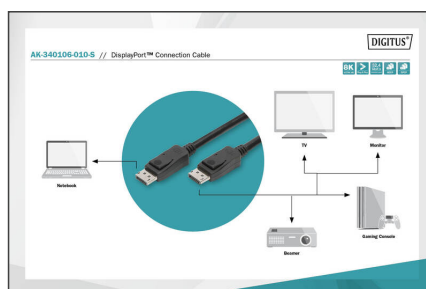 DIGITUS®
AK-340106-010-S // DisplayPort™ Connection Cable
8K
TV
Monitor
Notebook
Beamer
Gaming Console